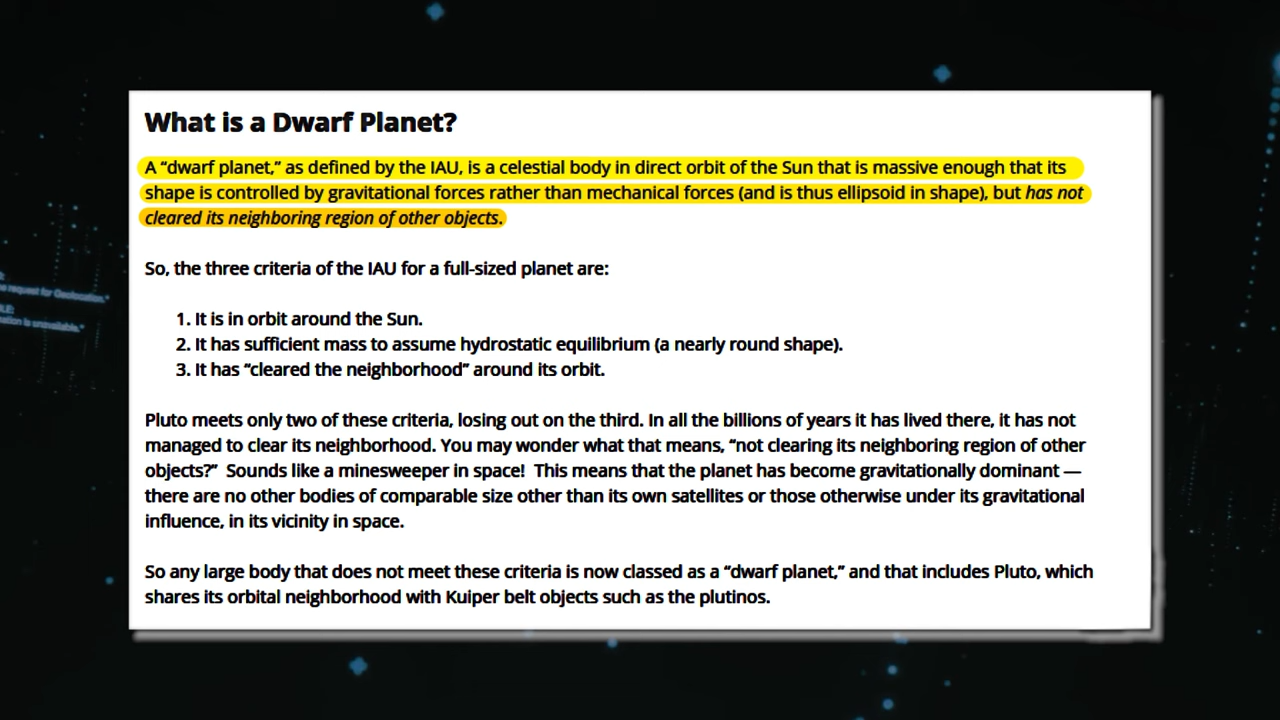 What is a Dwarf Planet?
A “dwarf planet,” as defined by the IAU, is a celestial body in direct orbit of the Sun that is massive enough that its
shape is controlled by gravitational forces rather than mechanical forces (and is thus ellipsoid in shape), but has not
cleared its neighboring region of other objects.
So, the three criteria of the IAU for a full-sized planet are:
1. It is in orbit around the Sun.
2. It has sufficient mass to assume hydrostatic equilibrium (a nearly round shape).
3. It has “cleared the neighborhood” around its orbit.
Pluto meets only two of these criteria, losing out on the third. In all the billions of years it has lived there, it has not
managed to clear its neighborhood. You may wonder what that means, “not clearing its neighboring region of other
objects?”  Sounds like a minesweeper in space!  This means that the planet has become gravitationally dominant —
there are no other bodies of comparable size other than its own satellites or those otherwise under its gravitational
influence, in its vicinity in space.
So any large body that does not meet these criteria is now classed as a “dwarf planet,” and that includes Pluto, which
shares its orbital neighborhood with Kuiper belt objects such as the plutinos.
request for Geolocation."
is unavailable."